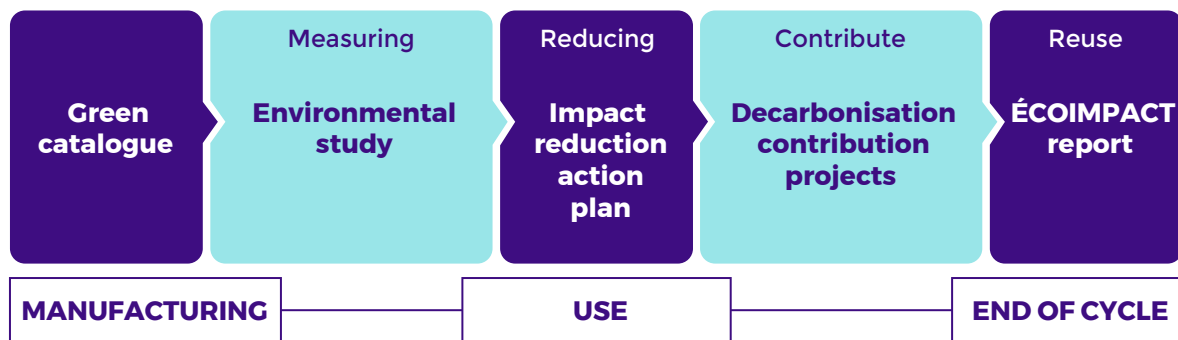 Green
catalogue
Measuring
Environmental
study
Reducing
Impact
reduction
action
plan
Contribute
Decarbonisation
contribution
projects
Reuse
ÉCOIMPACT
report
MANUFACTURING
USE
END OF CYCLE